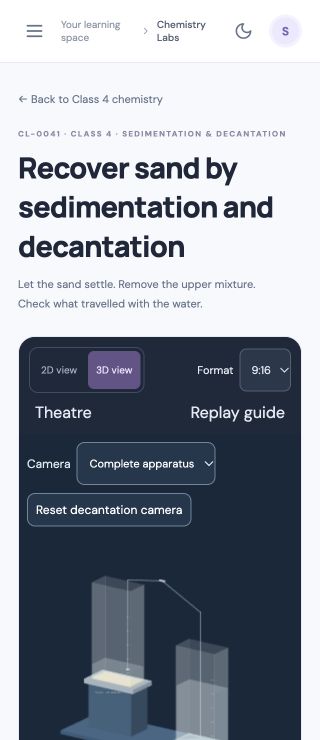 Your learning space
Chemistry Labs
S
← Back to Class 4 chemistry
CL-0041 · CLASS 4 · SEDIMENTATION & DECANTATION
Recover sand by
sedimentation and
decantation
Let the sand settle. Remove the upper mixture.
Check what travelled with the water.
2D view
3D view
Format
9:16
Theatre
Replay guide
Camera
Complete apparatus
Reset decantation camera